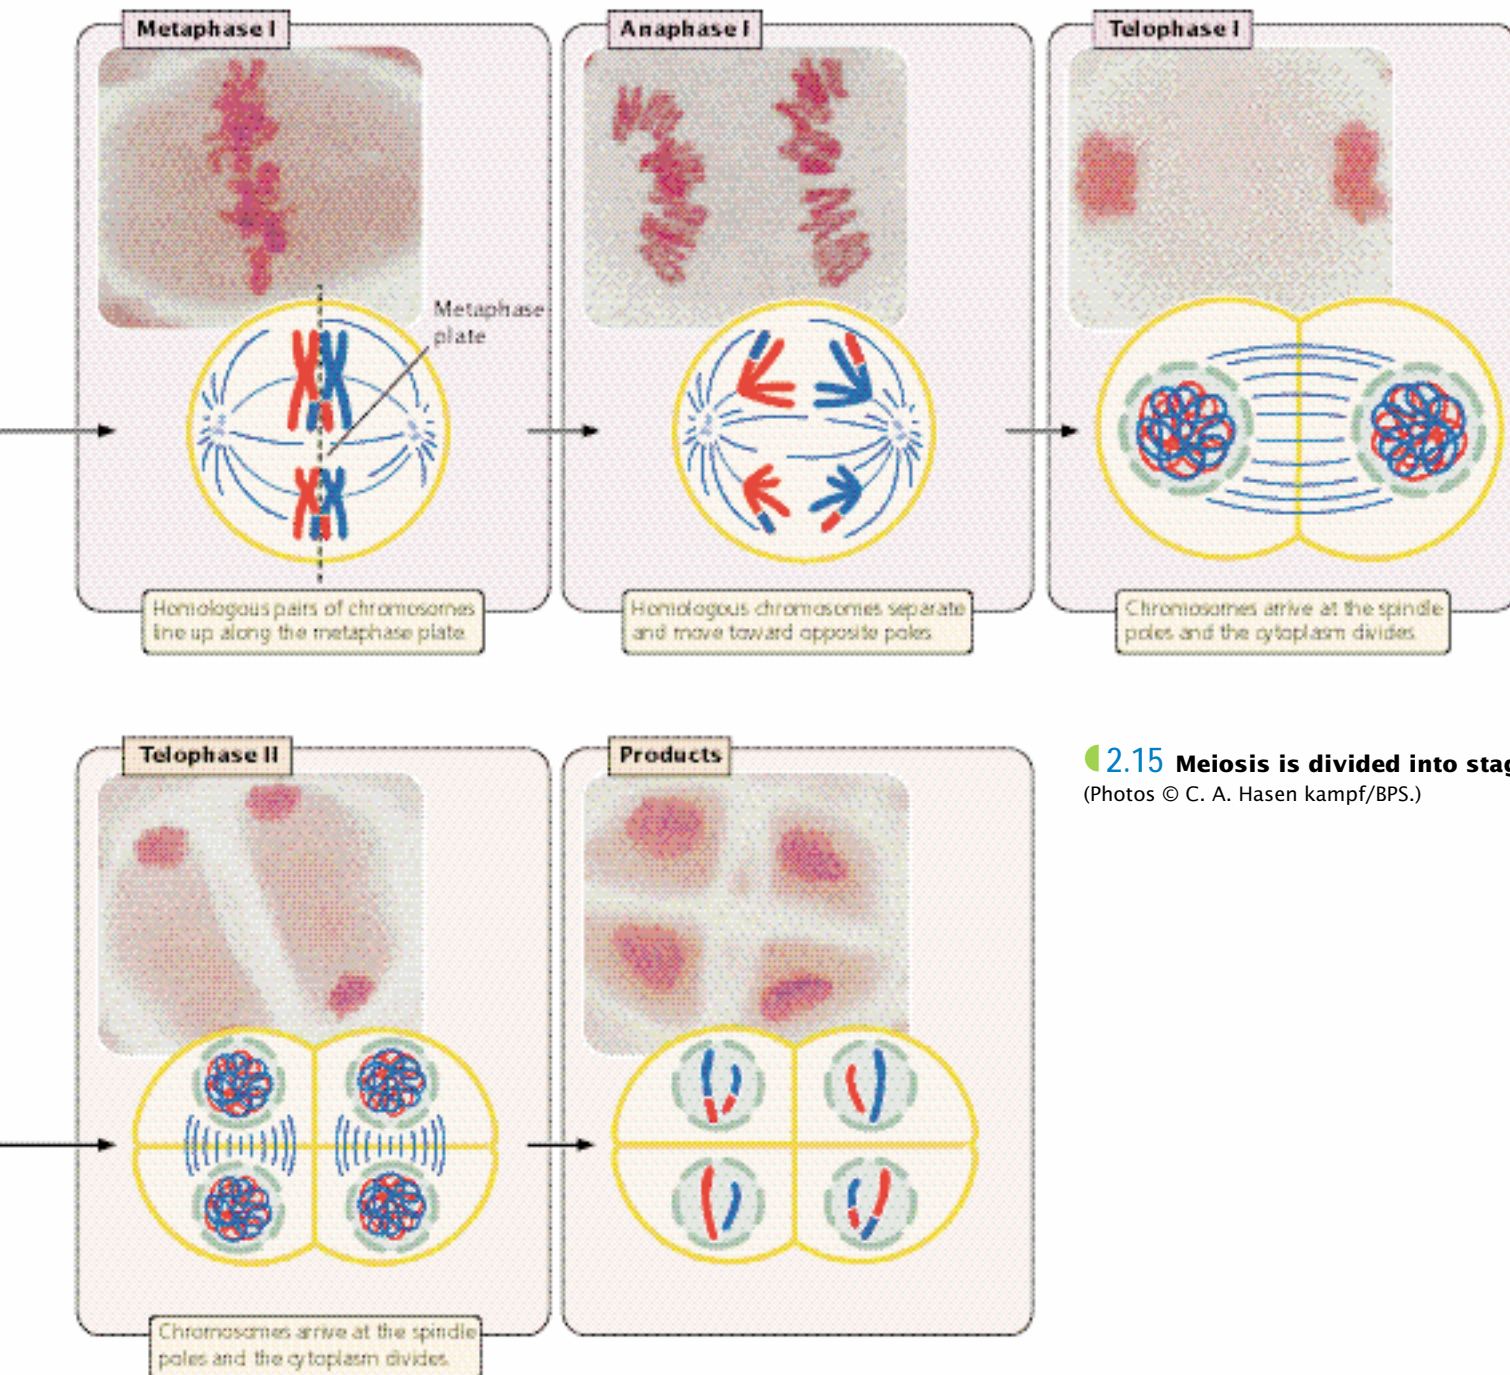 Metaphase I
Anaphase I
Telophase I
Metaphase
plate
Homologous pairs of chromosomes
line up along the metaphase plate.
Homologous chromosomes separate
and move toward opposite poles.
Chromosomes arrive at the spindle
poles and the cytoplasm divides.
Telophase II
Products
2.15 Meiosis is divided into stag
(Photos © C. A. Hasen kampf/BPS.)
Chromosomes arrive at the spindle
poles and the cytoplasm divides.